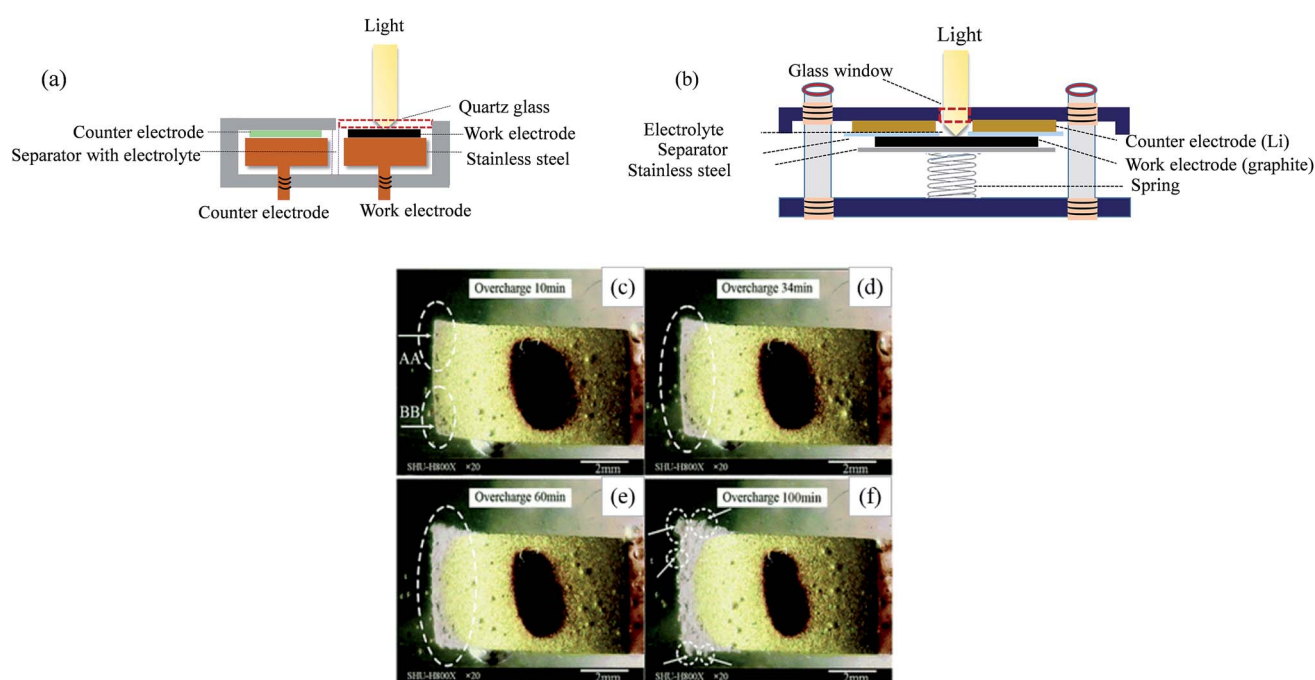 (a)
Light
Quartz glass
Counter electrode
Work electrode
Separator with electrolyte
Stainless steel
Counter electrode
Work electrode
(b)
Light
Glass window
Electrolyte
Separator
Stainless steel
Counter electrode (Li)
Work electrode (graphite)
Spring
Overcharge 10min
(c)
AA
BB
SHU-H800X ×20
2mm
Overcharge 34min
(d)
SHU-H800X ×20
2mm
Overcharge 60min
(e)
SHU-H800X ×20
2mm
Overcharge 100min
(f)
SHU-H800X ×20
2mm